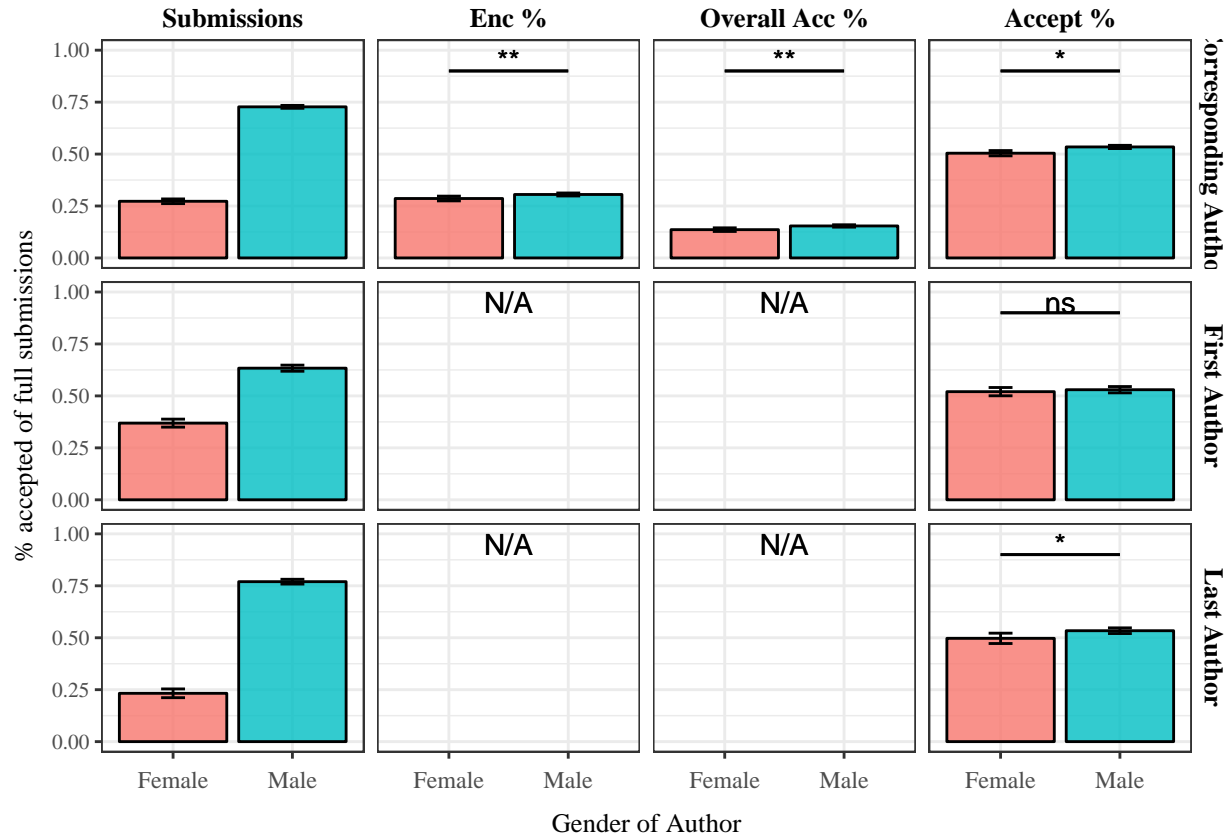 Submissions Enc % Overall Acc % Accept %
1.00
0.75
0.50
0.25
0.00
** ** *
orresponding Autho
1.00
0.75
0.50
0.25
0.00
N/A N/A ns
First Author
1.00
0.75
0.50
0.25
0.00
N/A N/A *
Last Author
% accepted of full submissions
Female Male Female Male Female Male Female Male
Gender of Author